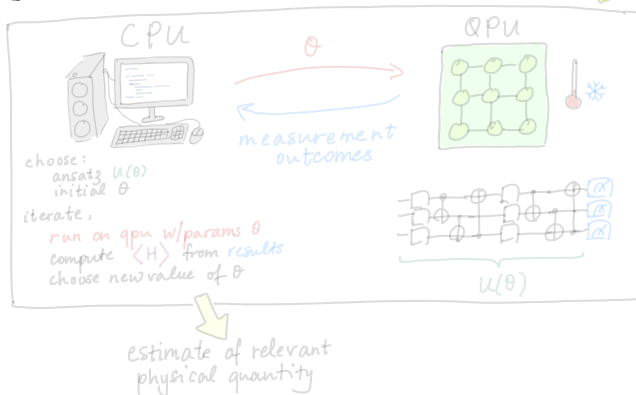 CPU
QPU
θ
measurement
outcomes
choose:
ansatz U(θ)
initial θ
iterate:
run on qpu w/params θ
compute ⟨H⟩ from results
choose new value of θ
U(θ)
estimate of relevant
physical quantity